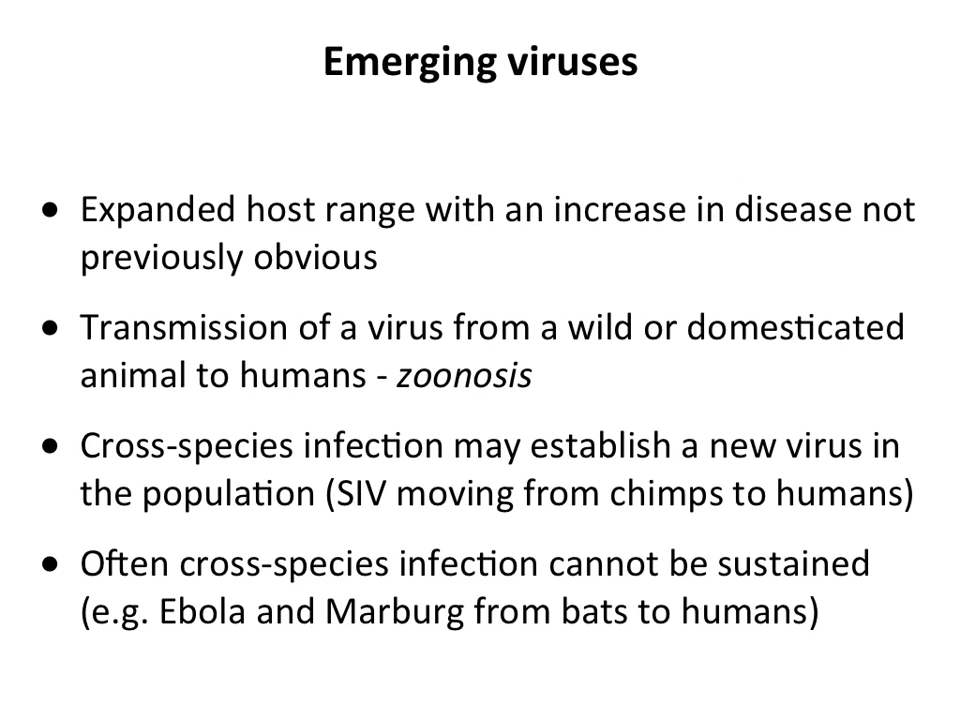 Emerging viruses
• Expanded host range with an increase in disease not
previously obvious
• Transmission of a virus from a wild or domesticated
animal to humans - zoonosis
• Cross-species infection may establish a new virus in
the population (SIV moving from chimps to humans)
• Often cross-species infection cannot be sustained
(e.g. Ebola and Marburg from bats to humans)